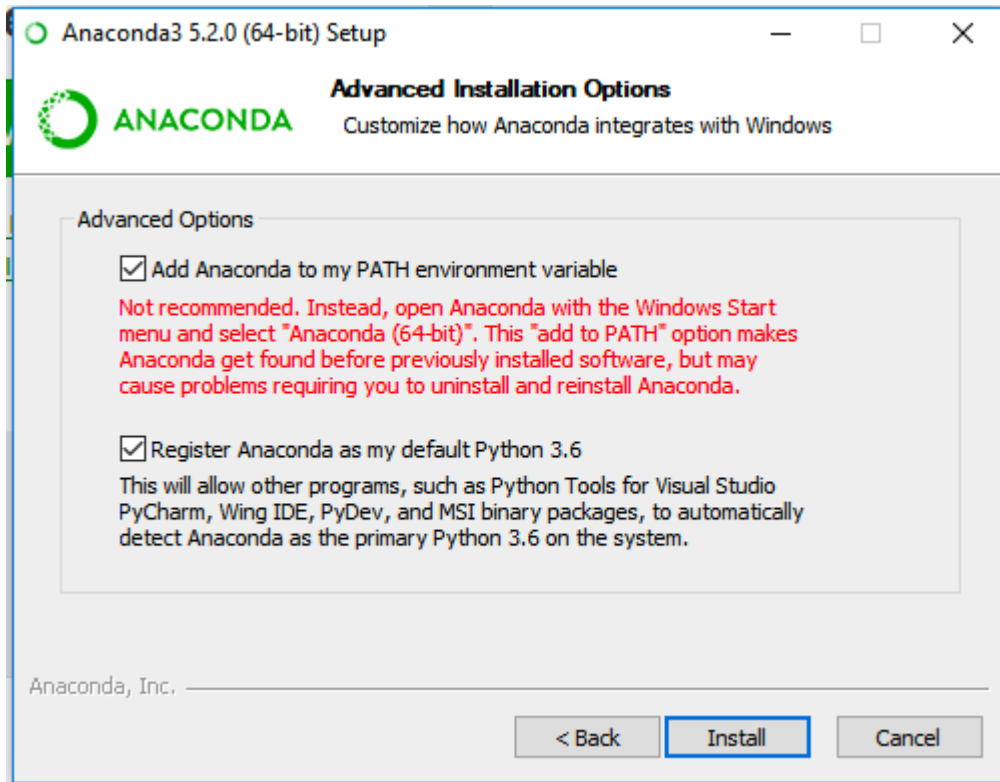 Anaconda3 5.2.0 (64-bit) Setup
ANACONDA
Advanced Installation Options
Customize how Anaconda integrates with Windows
Advanced Options
Add Anaconda to my PATH environment variable
Not recommended. Instead, open Anaconda with the Windows Start
menu and select "Anaconda (64-bit)". This "add to PATH" option makes
Anaconda get found before previously installed software, but may
cause problems requiring you to uninstall and reinstall Anaconda.
Register Anaconda as my default Python 3.6
This will allow other programs, such as Python Tools for Visual Studio
PyCharm, Wing IDE, PyDev, and MSI binary packages, to automatically
detect Anaconda as the primary Python 3.6 on the system.
Anaconda, Inc.
< Back
Install
Cancel